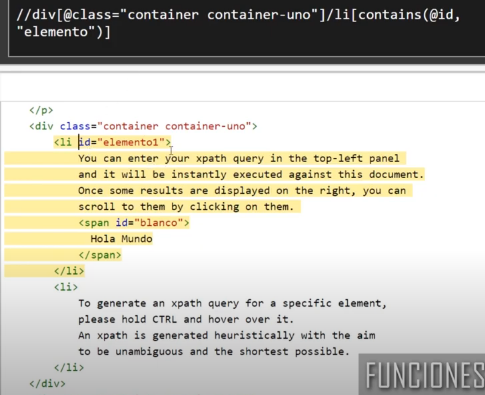 //div[@class="container container-uno"]/li[contains(@id,
"elemento")]
</p>
<div class="container container-uno">
<li id="elemento1">
You can enter your xpath query in the top-left panel
and it will be instantly executed against this document.
Once some results are displayed on the right, you can
scroll to them by clicking on them.
<span id="blanco">
Hola Mundo
</span>
</li>
<li>
To generate an xpath query for a specific element,
please hold CTRL and hover over it.
An xpath is generated heuristically with the aim
to be unambiguous and the shortest possible.
</li>
</div>
FUNCIONES